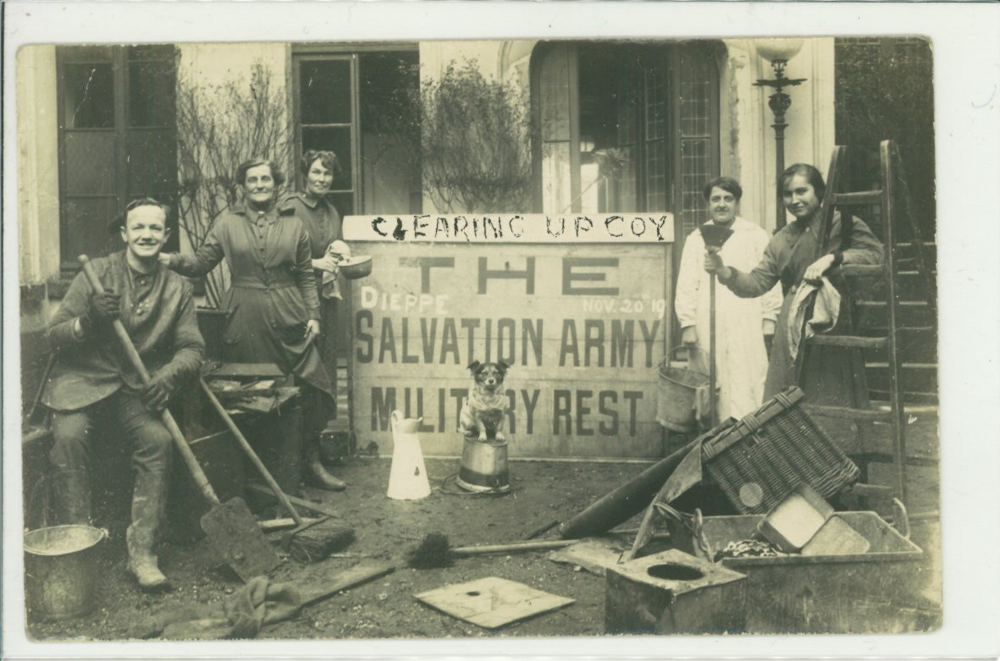 CLEARING UP COY
THE
DIEPPE NOV. 20TH 19
SALVATION ARMY
MILITARY REST